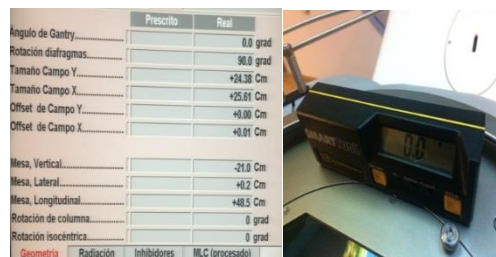 Prescrito Real
Angulo de Gantry 0.0 grad
Rotación diafragmas 90.0 grad
Tamaño Campo Y +24.38 Cm
Tamaño Campo X +25.61 Cm
Offset de Campo Y +0.00 Cm
Offset de Campo X +0.01 Cm
Mesa, Vertical -21.0 Cm
Mesa, Lateral +0.2 Cm
Mesa, Longitudinal +48.5 Cm
Rotación de columna 0 grad
Rotación isocéntrica 0 grad
Geometría Radiación Inhibidores MLC (procesado)
SMART
0.0